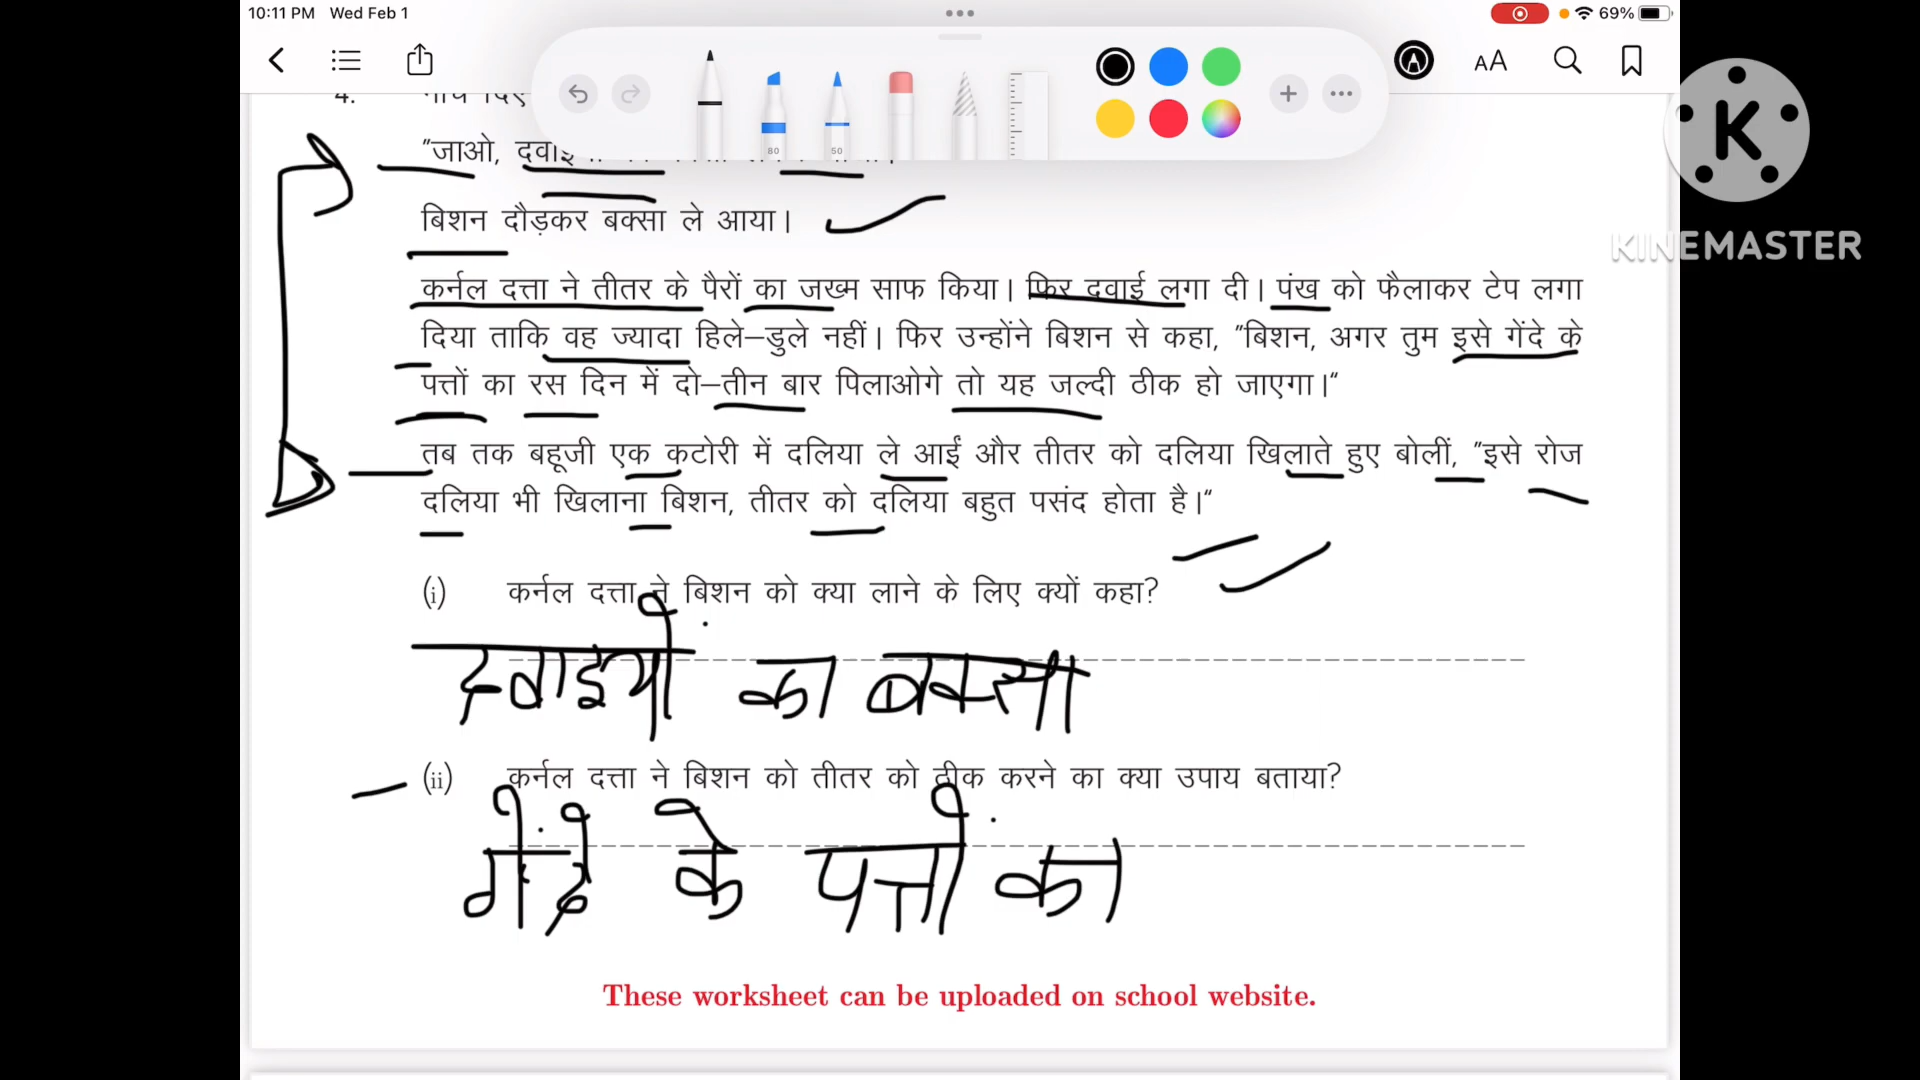 10:11 PM Wed Feb 1
69%
AA
80 50
K
KINEMASTER
4. नीचे दिए
"जाओ,
बिशन दौड़कर बक्सा ले आया।
कर्नल दत्ता ने तीतर के पैरों का जख्म साफ किया। फिर दवाई लगा दी। पंख को फैलाकर टेप लगा
दिया ताकि वह ज्यादा हिले–डुले नहीं। फिर उन्होंने बिशन से कहा, "बिशन, अगर तुम इसे गेंदे के
पत्तों का रस दिन में दो–तीन बार पिलाओगे तो यह जल्दी ठीक हो जाएगा।"
तब तक बहूजी एक कटोरी में दलिया ले आईं और तीतर को दलिया खिलाते हुए बोलीं, "इसे रोज
दलिया भी खिलाना बिशन, तीतर को दलिया बहुत पसंद होता है।"
(i) कर्नल दत्ता ने बिशन को क्या लाने के लिए क्यों कहा?
दवाइयों का बक्सा
(ii) कर्नल दत्ता ने बिशन को तीतर को ठीक करने का क्या उपाय बताया?
गेंदे के पत्तों का
These worksheet can be uploaded on school website.